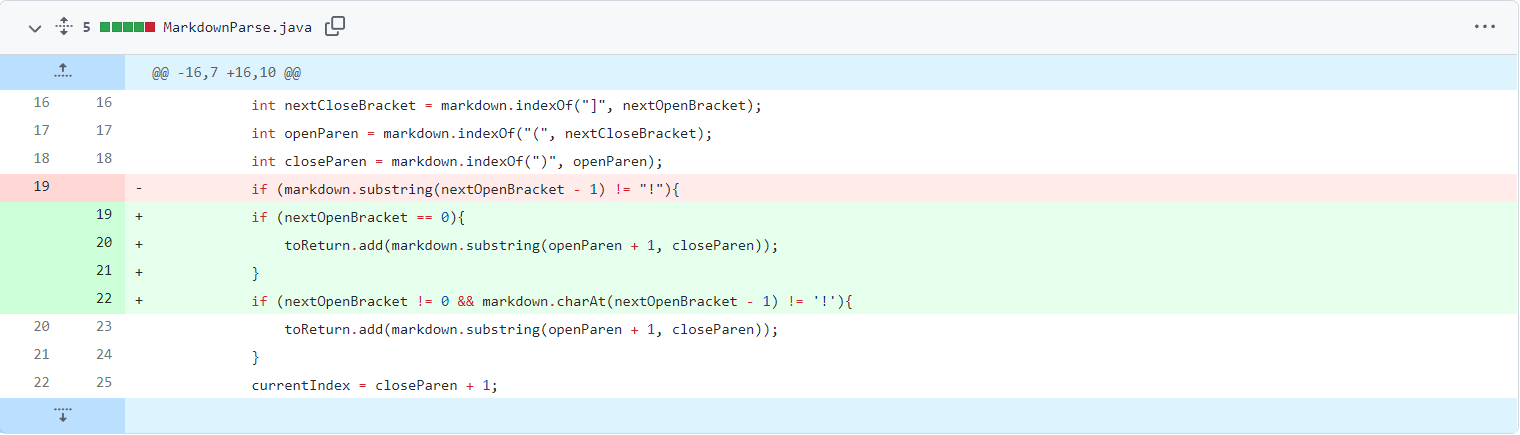 5 MarkdownParse.java
@@ -16,7 +16,10 @@
16 16 int nextCloseBracket = markdown.indexOf("]", nextOpenBracket);
17 17 int openParen = markdown.indexOf("(", nextCloseBracket);
18 18 int closeParen = markdown.indexOf(")", openParen);
19 - if (markdown.substring(nextOpenBracket - 1) != "!"){
19 + if (nextOpenBracket == 0){
20 + toReturn.add(markdown.substring(openParen + 1, closeParen));
21 + }
22 + if (nextOpenBracket != 0 && markdown.charAt(nextOpenBracket - 1) != '!'){
20 23 toReturn.add(markdown.substring(openParen + 1, closeParen));
21 24 }
22 25 currentIndex = closeParen + 1;